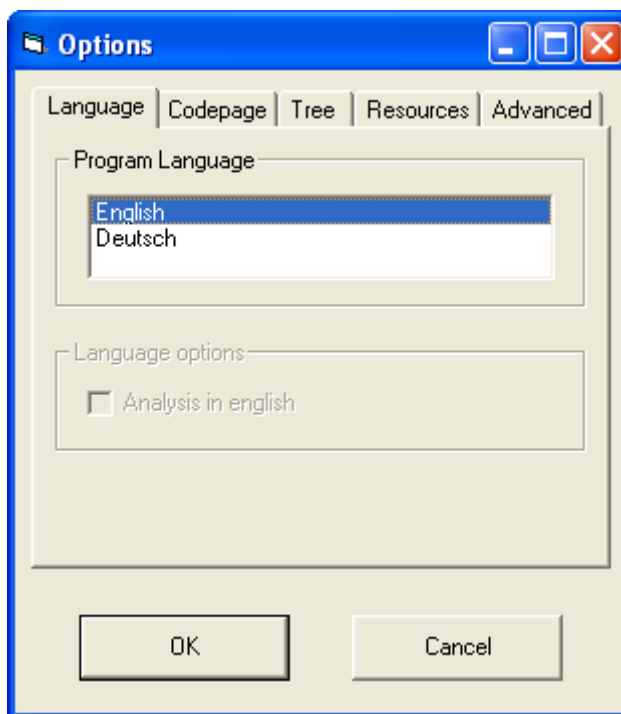 Options
Language Codepage Tree Resources Advanced
Program Language
English
Deutsch
Language options
Analysis in english
OK Cancel